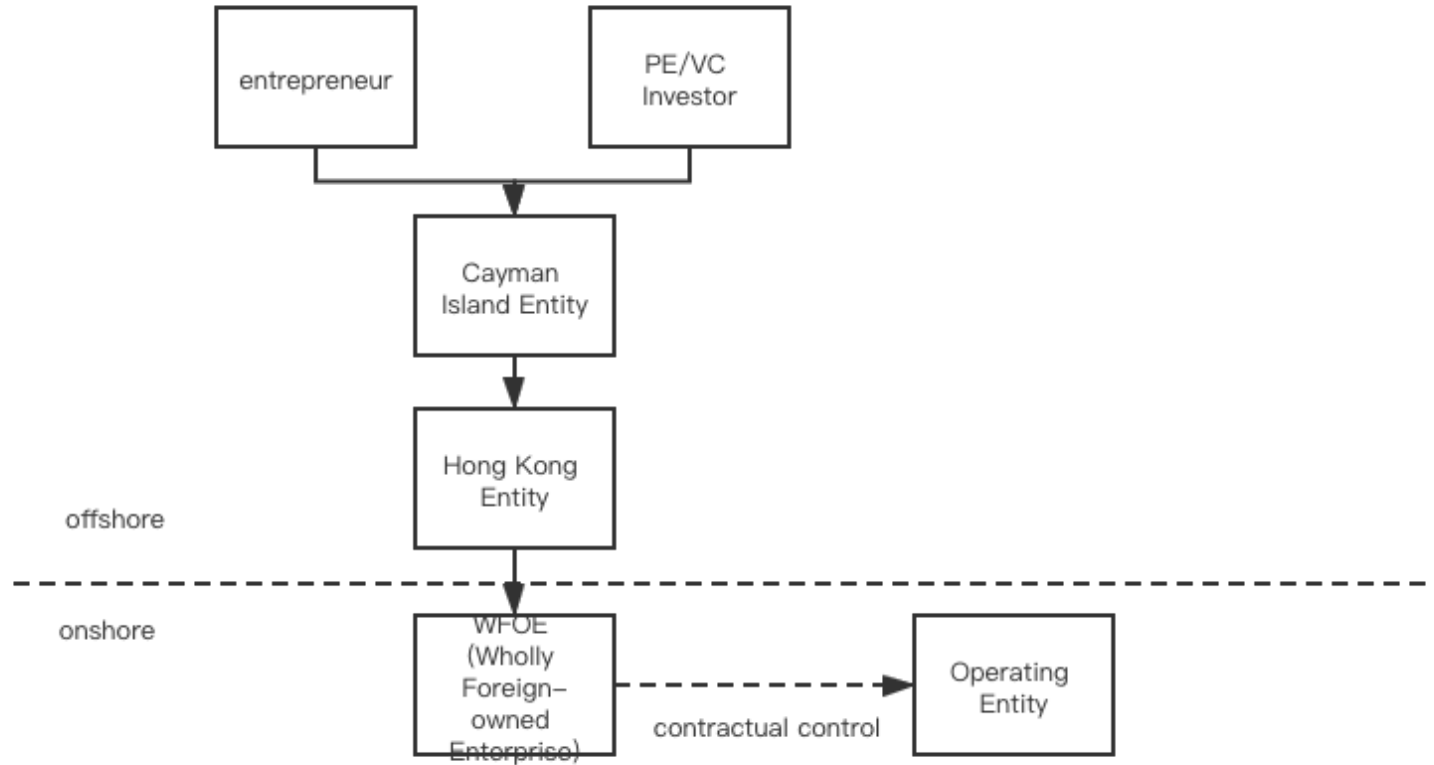 entrepreneur
PE/VC
Investor
Cayman
Island Entity
Hong Kong
Entity
offshore
onshore
WFOE
(Wholly
Foreign-
owned
Enterprise)
contractual control
Operating
Entity